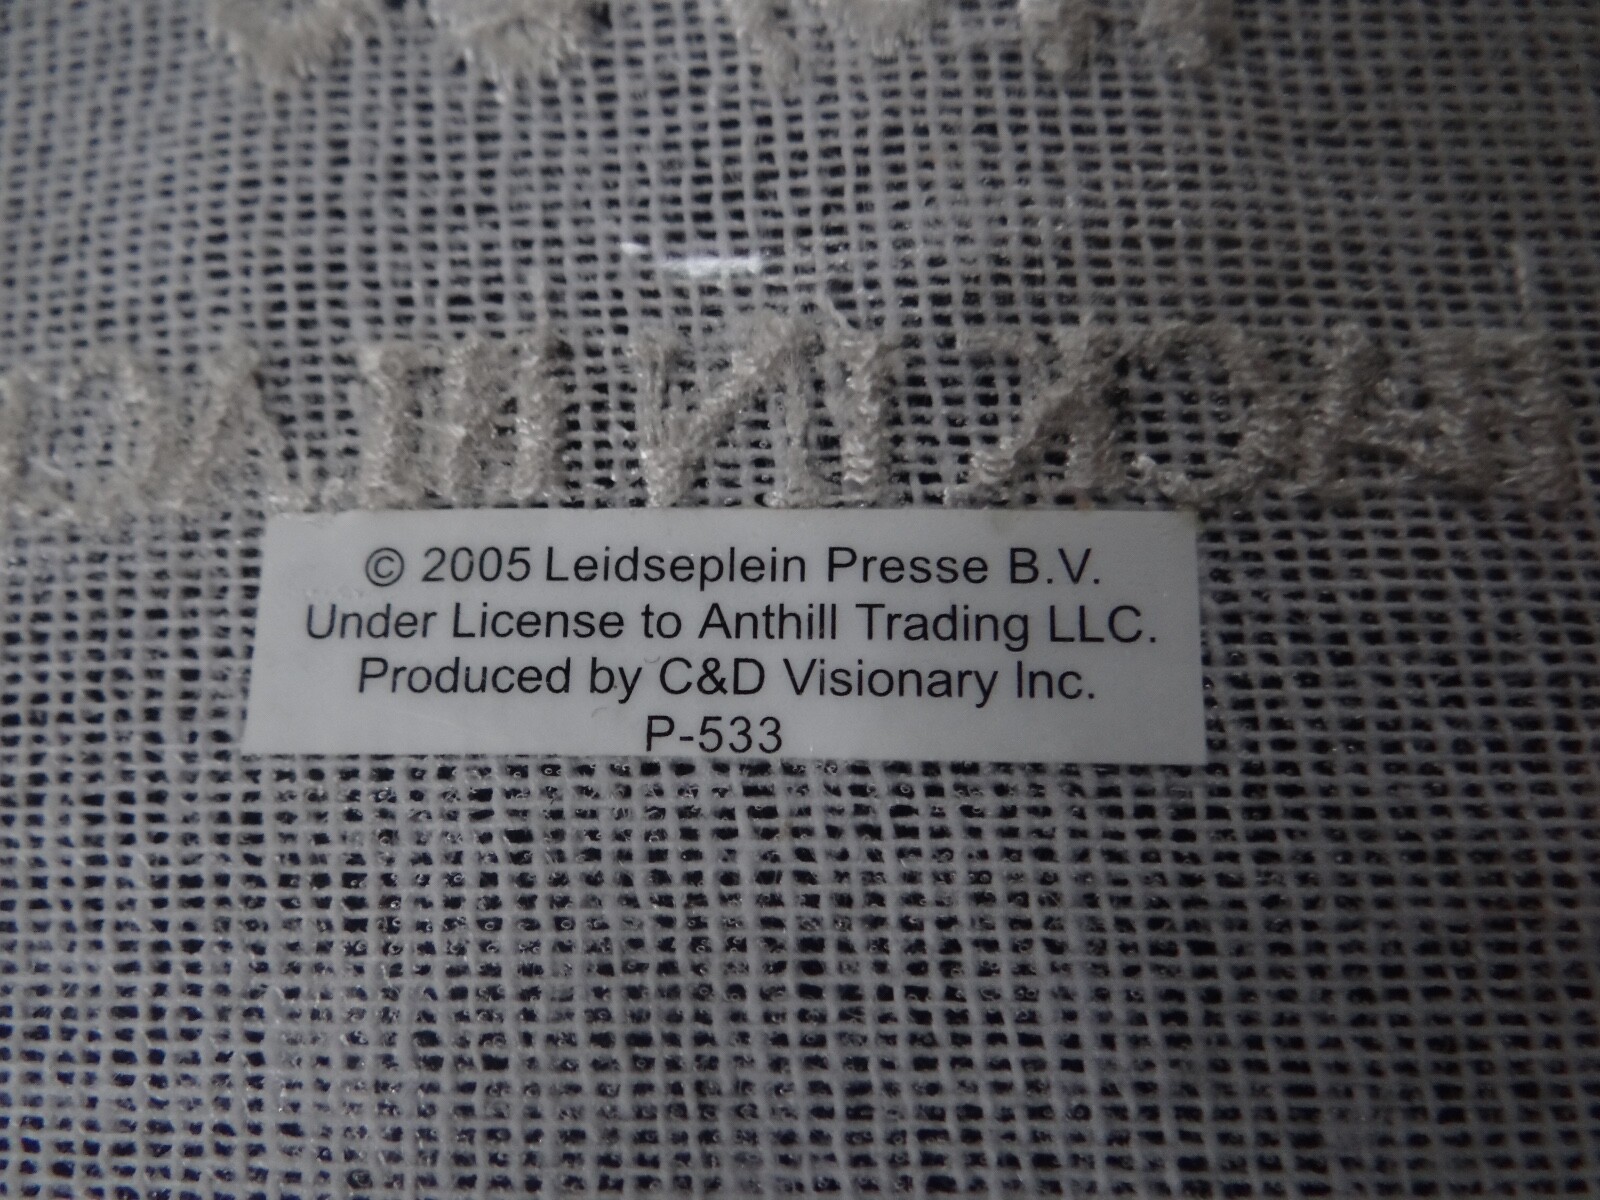 © 2005 Leidseplein Presse B.V.
Under License to Anthill Trading LLC.
Produced by C&D Visionary Inc.
P-533